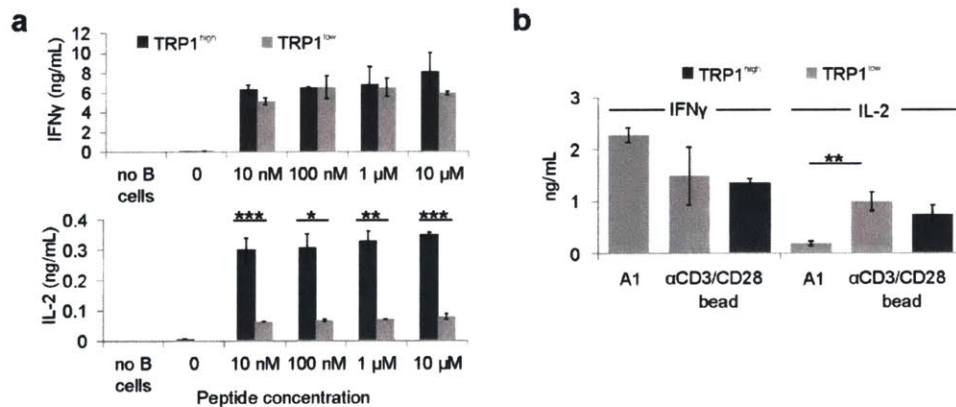 a
TRP1high TRP1low
IFNγ (ng/mL)
12
10
8
6
4
2
0
no B cells 0 10 nM 100 nM 1 µM 10 µM
IL-2 (ng/mL)
0.4
0.3
0.2
0.1
0
*** * ** ***
no B cells 0 10 nM 100 nM 1 µM 10 µM
Peptide concentration
b
TRP1high TRP1low
IFNγ IL-2
ng/mL
3
2
1
0
**
A1 αCD3/CD28 bead A1 αCD3/CD28 bead